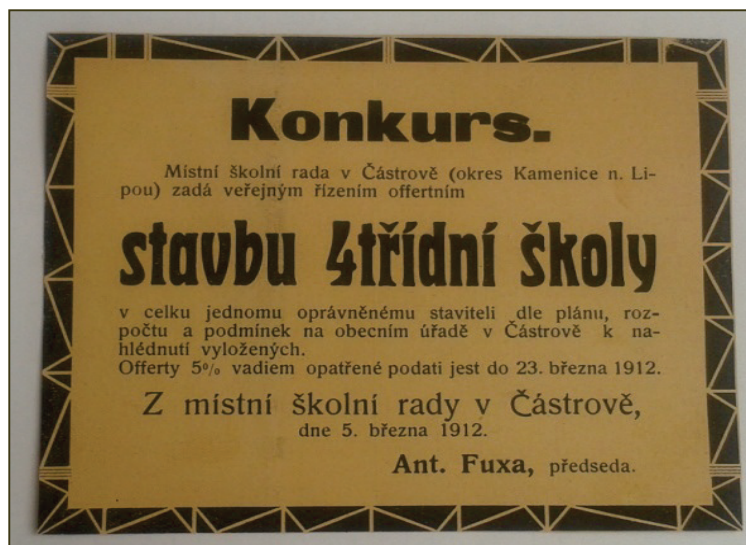 Konkurs.
Místní školní rada v Částrově (okres Kamenice n. Li-
pou) zadá veřejným řízením offertním
stavbu 4třídní školy
v celku jednomu oprávněnému staviteli dle plánu, roz-
počtu a podmínek na obecním úřadě v Částrově k na-
hlédnutí vyložených.
Offerty 5% vadiem opatřené podati jest do 23. března 1912.
Z místní školní rady v Částrově,
dne 5. března 1912.
Ant. Fuxa, předseda.